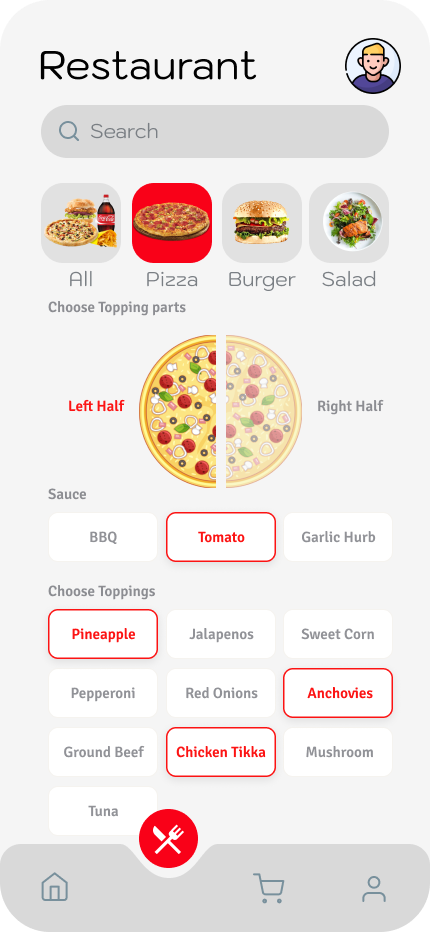 Restaurant
Search
All Pizza Burger Salad
Choose Topping parts
Left Half Right Half
Sauce
BBQ Tomato Garlic Hurb
Choose Toppings
Pineapple Jalapenos Sweet Corn
Pepperoni Red Onions Anchovies
Ground Beef Chicken Tikka Mushroom
Tuna